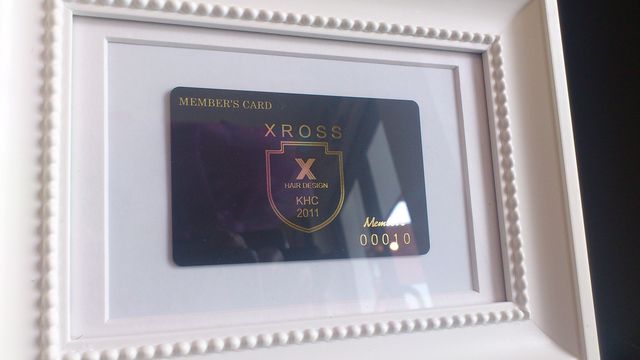 MEMBER'S CARD
XROSS
X
HAIR DESIGN
KHC
2011
00010